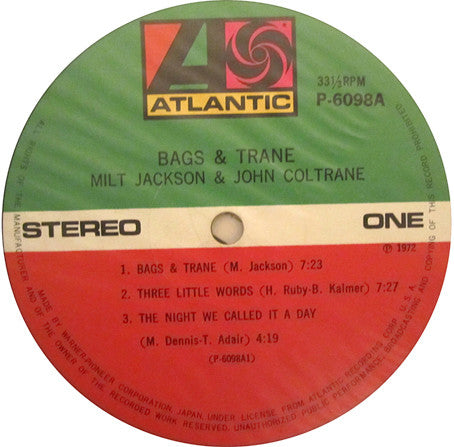 ATLANTIC
33⅓RPM
P-6098A
BAGS & TRANE
MILT JACKSON & JOHN COLTRANE
STEREO
ONE
Ⓟ 1972
1. BAGS & TRANE (M. Jackson) 7:23
2. THREE LITTLE WORDS (H. Ruby-B. Kalmer) 7:27
3. THE NIGHT WE CALLED IT A DAY
(M. Dennis-T. Adair) 4:19
(P-6098A1)
MADE BY WARNER-PIONEER CORPORATION, JAPAN, UNDER LICENSE FROM ATLANTIC RECORDING CORP. U.S.A.
ALL RIGHTS OF THE MANUFACTURER AND OF THE OWNER OF THE RECORDED WORK RESERVED. UNAUTHORIZED PUBLIC PERFORMANCE, BROADCASTING AND COPYING OF THIS RECORD PROHIBITED